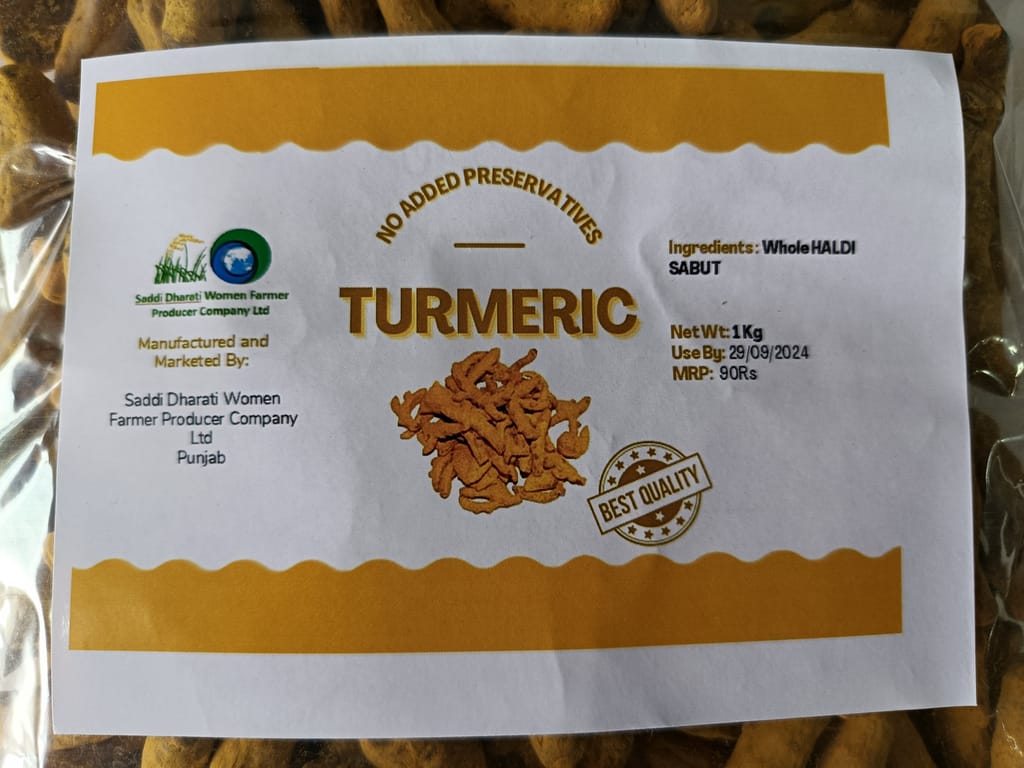 NO ADDED PRESERVATIVES
TURMERIC
Saddi Dharati Women Farmer
Producer Company Ltd
Manufactured and
Marketed By:
Saddi Dharati Women
Farmer Producer Company
Ltd
Punjab
Ingredients: Whole HALDI
SABUT
Net Wt: 1 Kg
Use By: 29/09/2024
MRP: 90Rs
BEST QUALITY